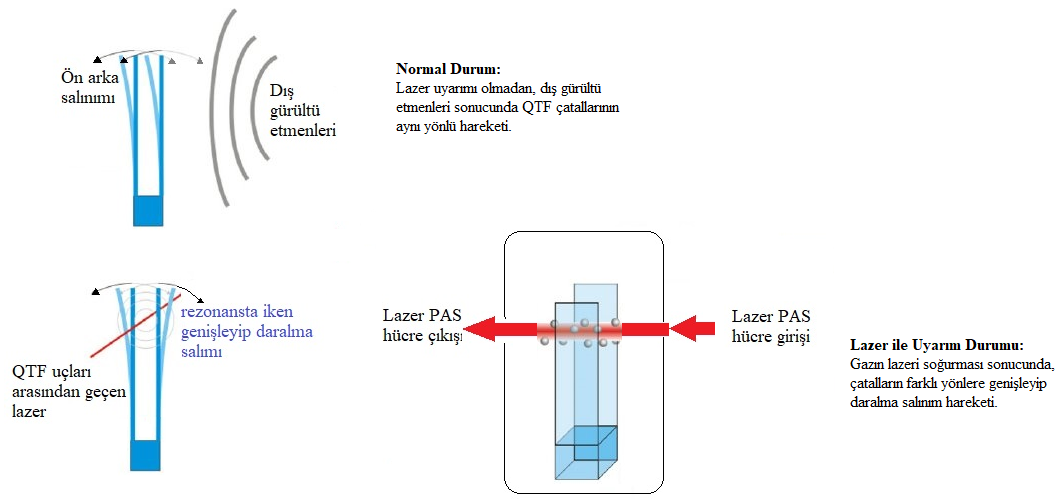 Ön arka
salınımı
Dış
gürültü
etmenleri
Normal Durum:
Lazer uyarımı olmadan, dış gürültü
etmenleri sonucunda QTF çatallarının
aynı yönlü hareketi.
rezonansta iken
genişleyip daralma
salımı
QTF uçları
arasından geçen
lazer
Lazer PAS
hücre çıkışı
Lazer PAS
hücre girişi
Lazer ile Uyarım Durumu:
Gazın lazeri soğurması sonucunda,
çatalların farklı yönlere genişleyip
daralma salınım hareketi.